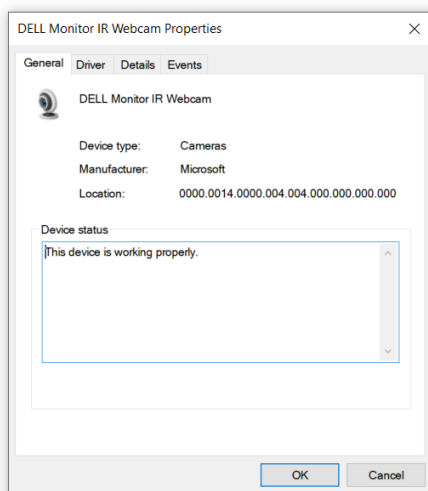 DELL Monitor IR Webcam Properties
General Driver Details Events
DELL Monitor IR Webcam
Device type: Cameras
Manufacturer: Microsoft
Location: 0000.0014.0000.004.004.000.000.000.000
Device status
This device is working properly.
OK Cancel